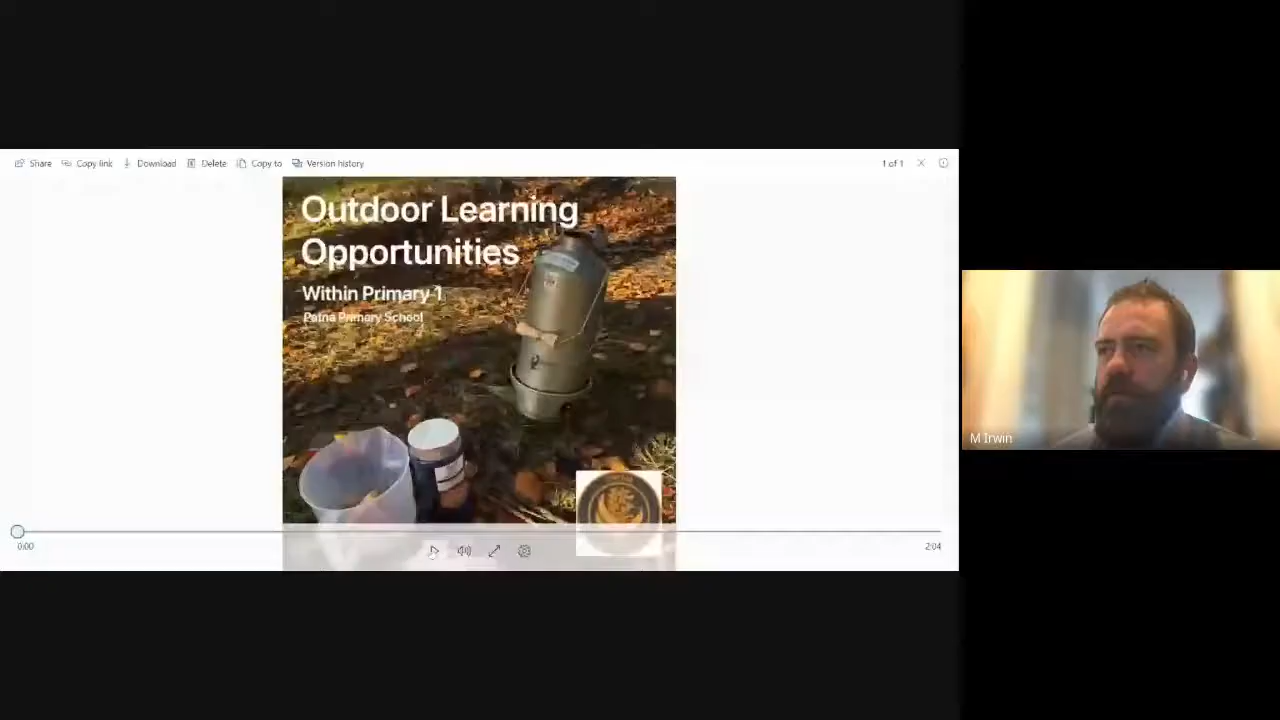 Share Copy link Download Delete Copy to Version history 1 of 1
Outdoor Learning
Opportunities
Within Primary 1
Patna Primary School
M Irwin
0:00 2:04